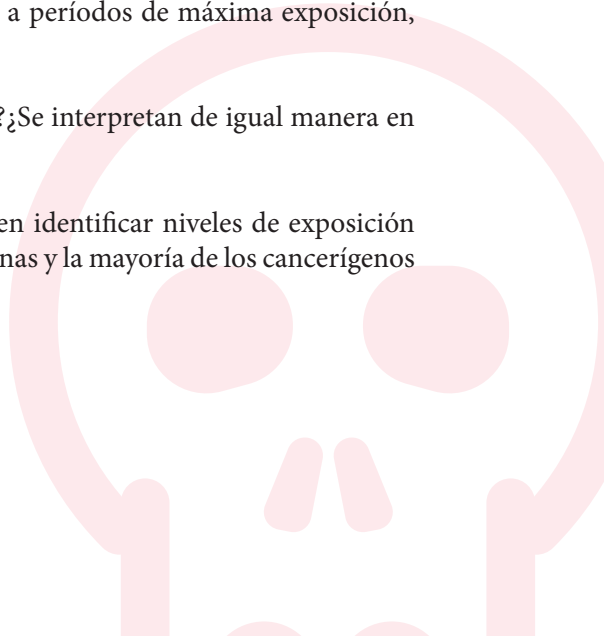 a períodos de máxima exposición,
?¿Se interpretan de igual manera en
en identificar niveles de exposición
nas y la mayoría de los cancerígenos